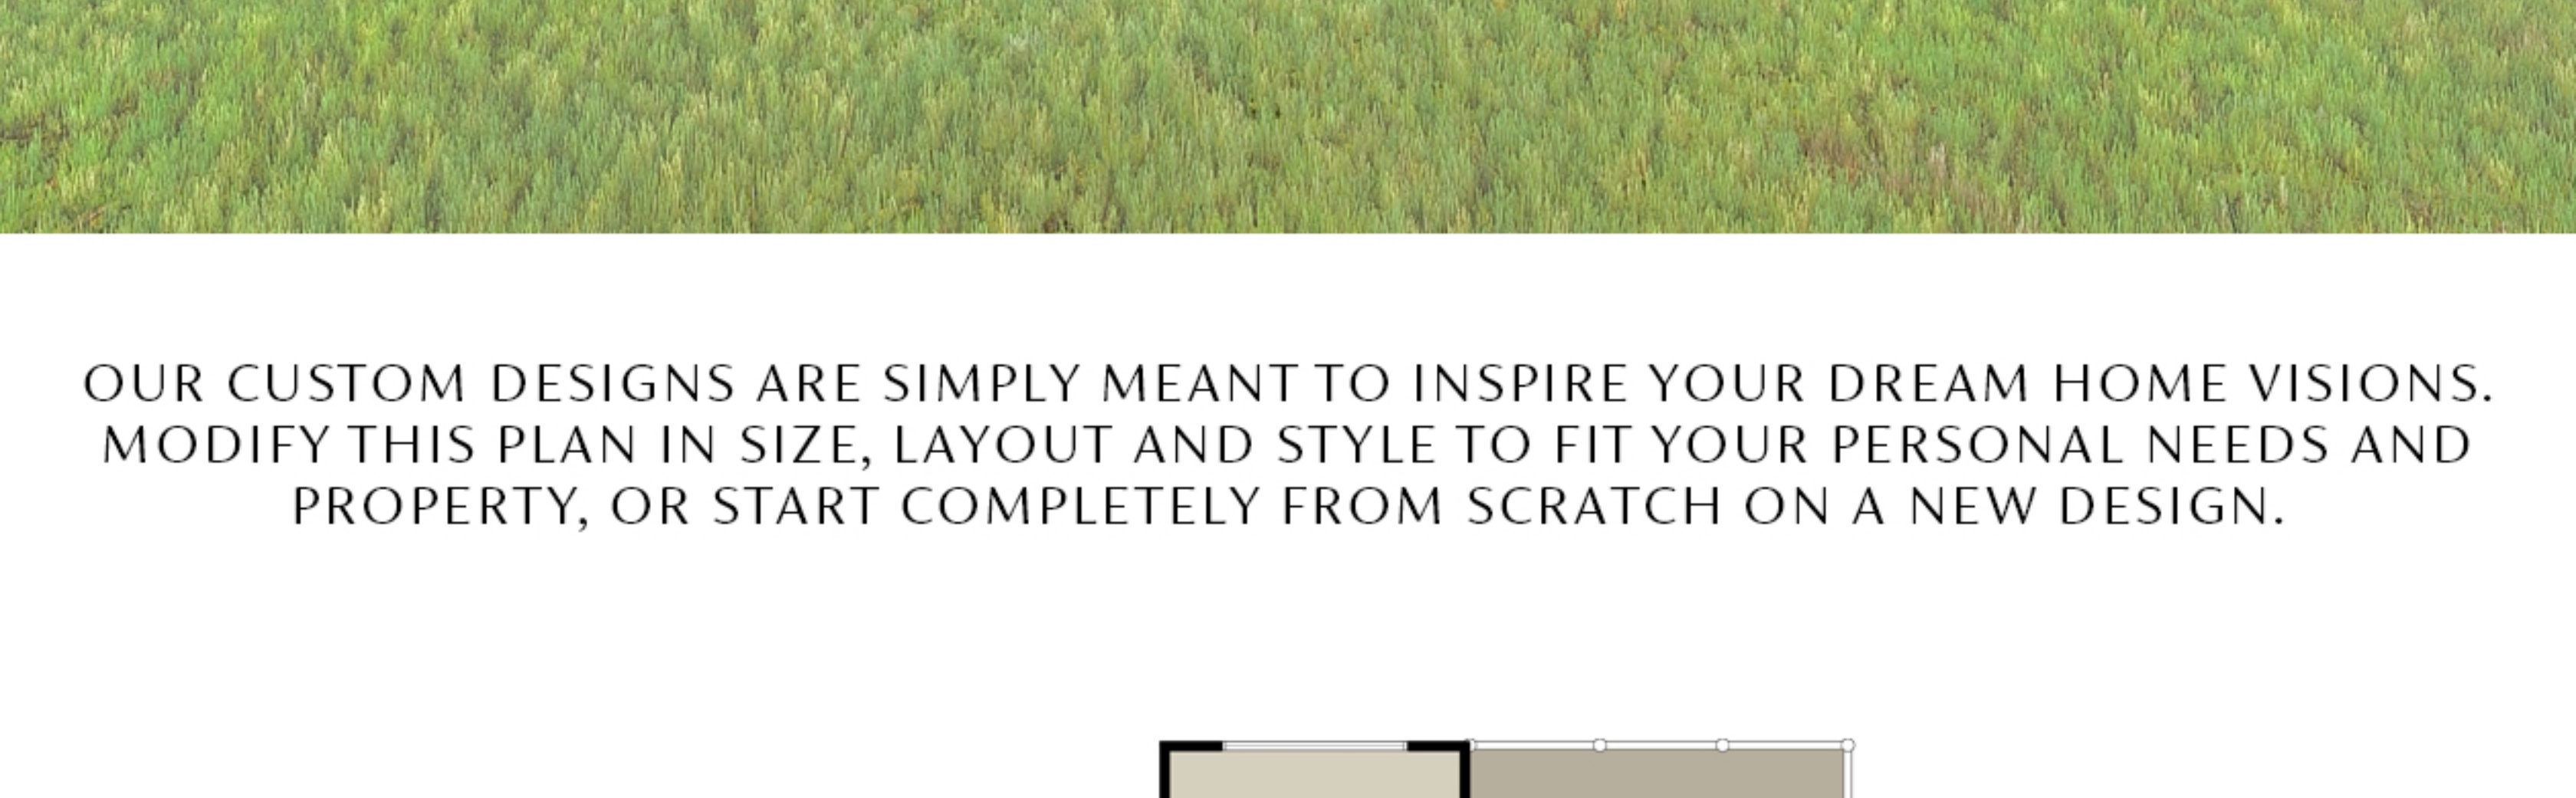 OUR CUSTOM DESIGNS ARE SIMPLY MEANT TO INSPIRE YOUR DREAM HOME VISIONS.
MODIFY THIS PLAN IN SIZE, LAYOUT AND STYLE TO FIT YOUR PERSONAL NEEDS AND
PROPERTY, OR START COMPLETELY FROM SCRATCH ON A NEW DESIGN.